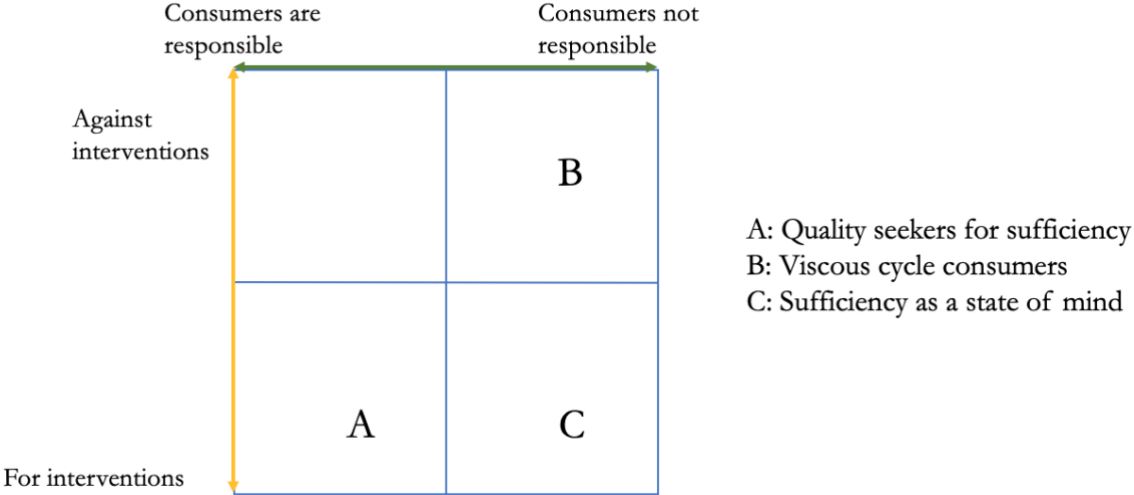 Consumers are
responsible
Consumers not
responsible
Against
interventions
B
A: Quality seekers for sufficiency
B: Viscous cycle consumers
C: Sufficiency as a state of mind
A
C
For interventions